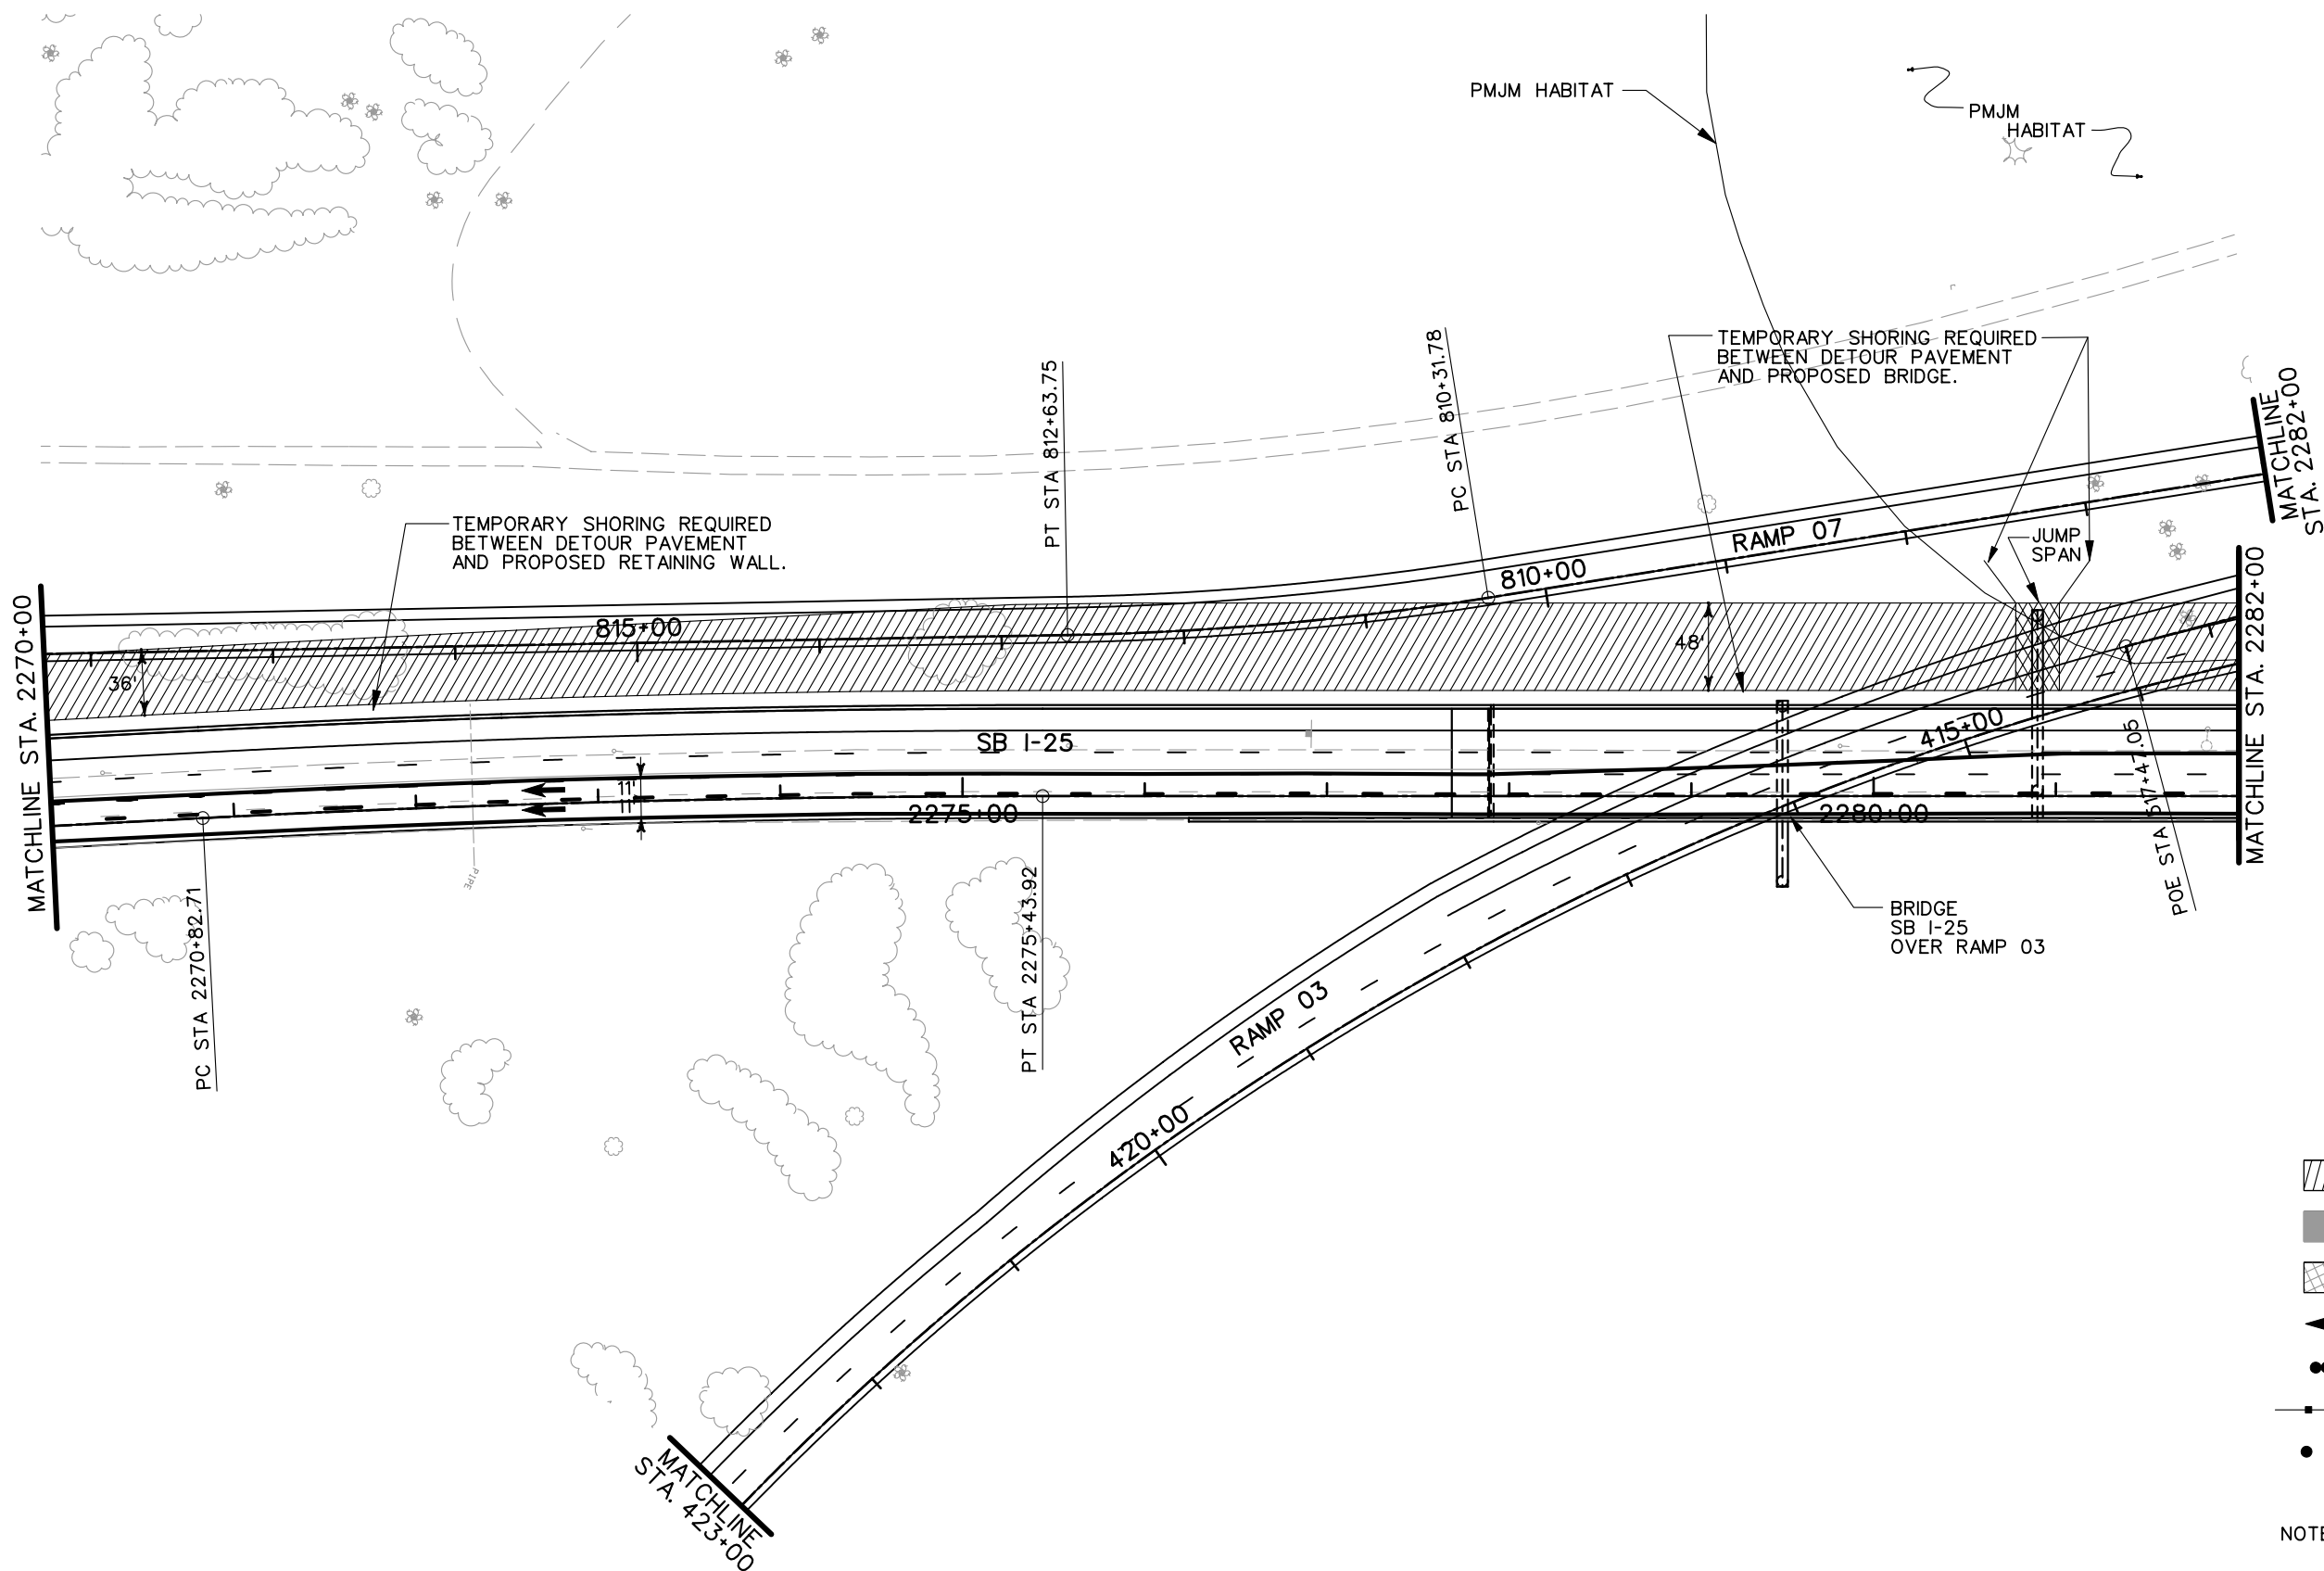 PMJM HABITAT
PMJM
HABITAT
TEMPORARY SHORING REQUIRED
BETWEEN DETOUR PAVEMENT
AND PROPOSED BRIDGE.
PC STA 810+31.78
PT STA 812+63.75
MATCHLINE
STA. 2282+00
TEMPORARY SHORING REQUIRED
BETWEEN DETOUR PAVEMENT
AND PROPOSED RETAINING WALL.
RAMP 07
JUMP
SPAN
810+00
815+00
48'
36'
MATCHLINE STA. 2270+00
MATCHLINE STA. 2282+00
SB I-25
415+00
11'
11'
2275+00
2280+00
POE STA 517+47.05
PIPE
BRIDGE
SB I-25
OVER RAMP 03
PC STA 2270+82.71
PT STA 2275+43.92
RAMP 03
420+00
MATCHLINE
STA. 423+00
NOTE